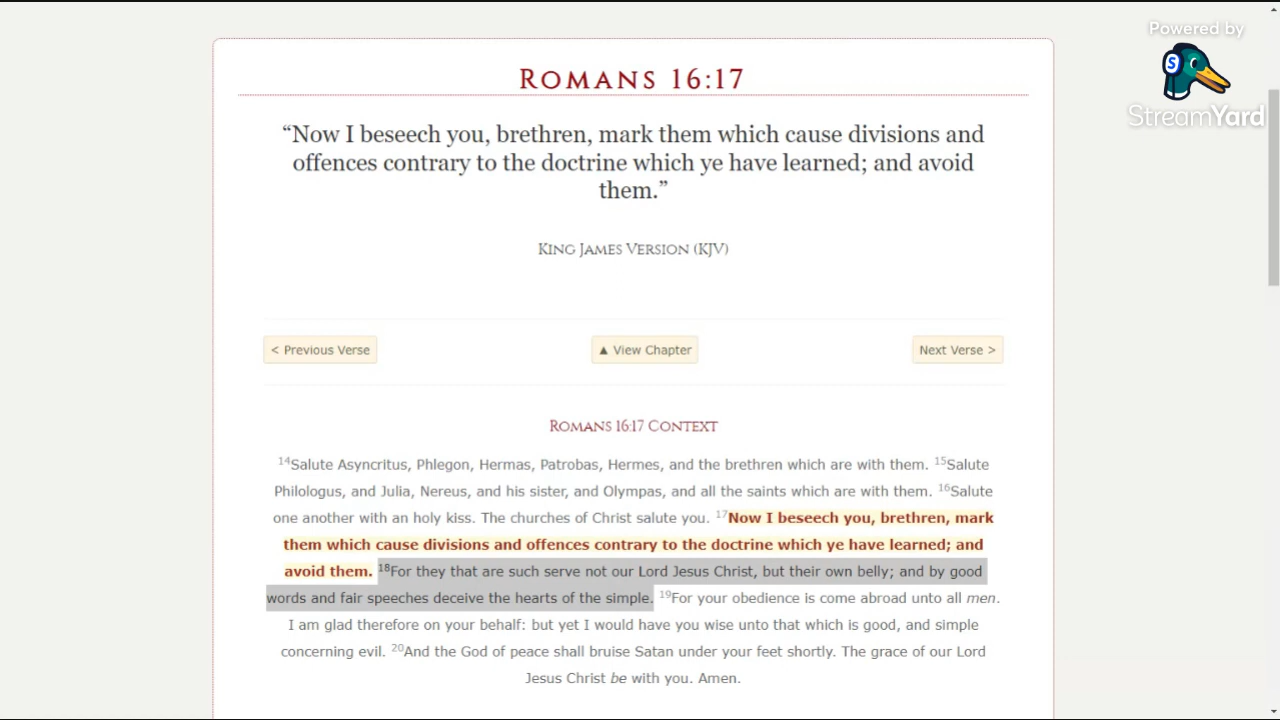 Powered by
S
StreamYard
ROMANS 16:17
“Now I beseech you, brethren, mark them which cause divisions and
offences contrary to the doctrine which ye have learned; and avoid
them.”
KING JAMES VERSION (KJV)
< Previous Verse
▲ View Chapter
Next Verse >
ROMANS 16:17 CONTEXT
14Salute Asyncritus, Phlegon, Hermas, Patrobas, Hermes, and the brethren which are with them. 15Salute
Philologus, and Julia, Nereus, and his sister, and Olympas, and all the saints which are with them. 16Salute
one another with an holy kiss. The churches of Christ salute you. 17Now I beseech you, brethren, mark
them which cause divisions and offences contrary to the doctrine which ye have learned; and
avoid them. 18For they that are such serve not our Lord Jesus Christ, but their own belly; and by good
words and fair speeches deceive the hearts of the simple. 19For your obedience is come abroad unto all men.
I am glad therefore on your behalf: but yet I would have you wise unto that which is good, and simple
concerning evil. 20And the God of peace shall bruise Satan under your feet shortly. The grace of our Lord
Jesus Christ be with you. Amen.